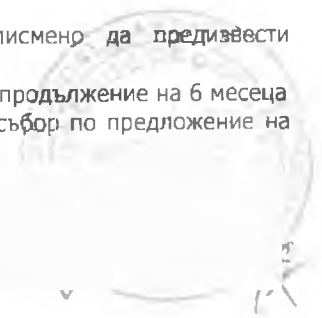 писмено да предизвести
продължение на 6 месеца
събор по предложение на